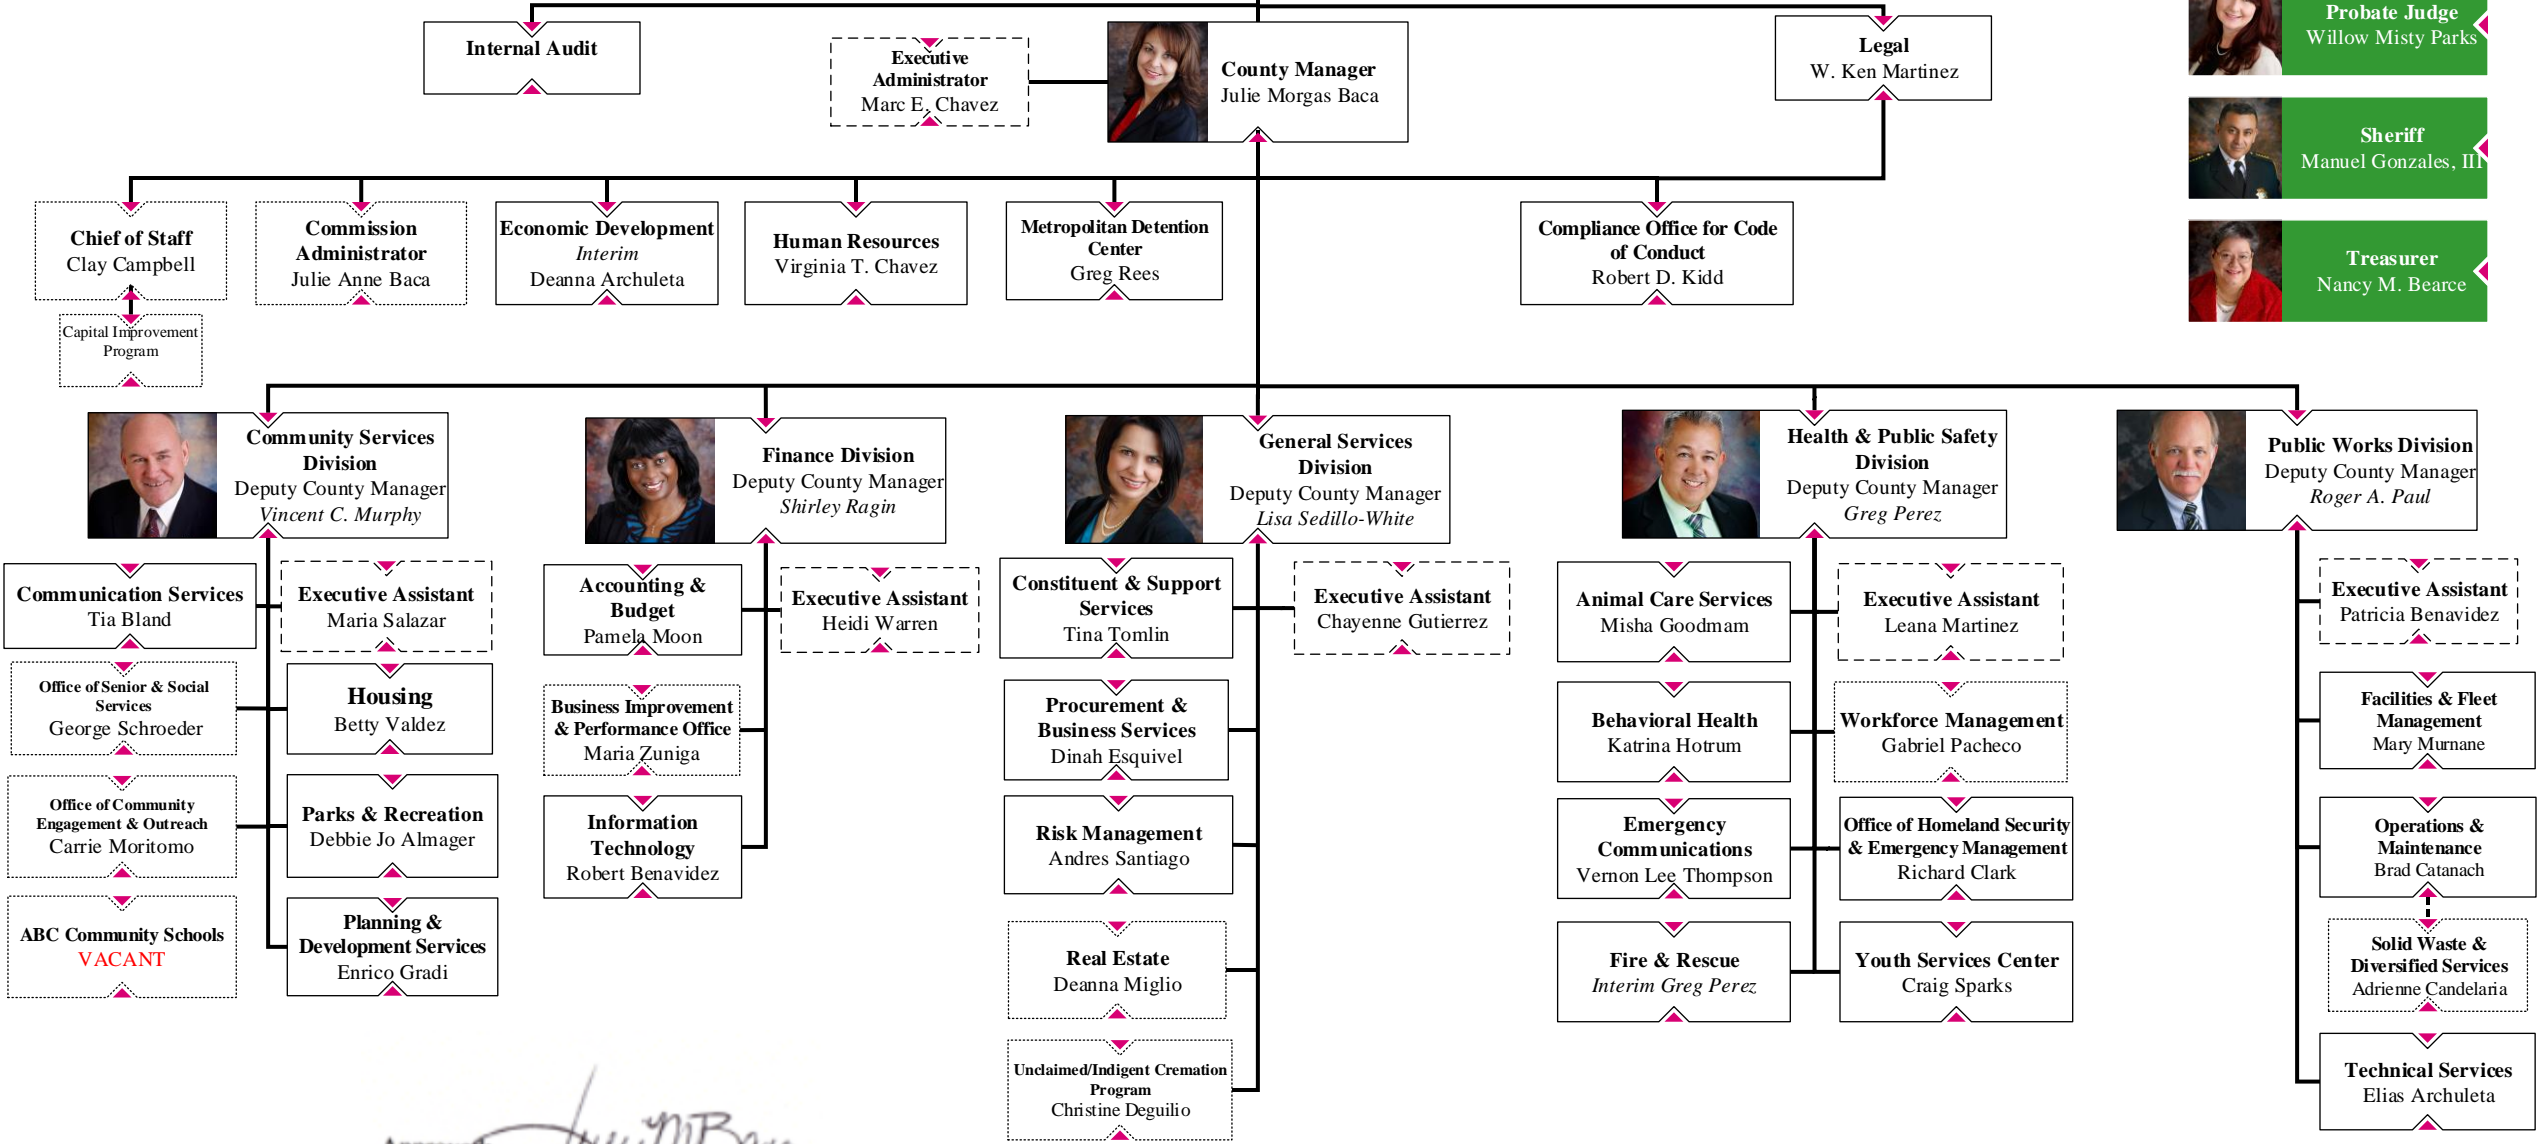 Internal Audit
Executive
Administrator
Marc E. Chavez
County Manager
Julie Morgas Baca
Legal
W. Ken Martinez
Probate Judge
Willow Misty Parks
Sheriff
Manuel Gonzales, III
Treasurer
Nancy M. Bearce
Chief of Staff
Clay Campbell
Capital Improvement
Program
Commission
Administrator
Julie Anne Baca
Economic Development
Interim
Deanna Archuleta
Human Resources
Virginia T. Chavez
Metropolitan Detention
Center
Greg Rees
Compliance Office for Code
of Conduct
Robert D. Kidd
Community Services
Division
Deputy County Manager
Vincent C. Murphy
Communication Services
Tia Bland
Executive Assistant
Maria Salazar
Office of Senior & Social
Services
George Schroeder
Housing
Betty Valdez
Office of Community
Engagement & Outreach
Carrie Moritomo
Parks & Recreation
Debbie Jo Almager
ABC Community Schools
VACANT
Planning &
Development Services
Enrico Gradi
Finance Division
Deputy County Manager
Shirley Ragin
Accounting &
Budget
Pamela Moon
Executive Assistant
Heidi Warren
Business Improvement
& Performance Office
Maria Zuniga
Information
Technology
Robert Benavidez
General Services
Division
Deputy County Manager
Lisa Sedillo-White
Constituent & Support
Services
Tina Tomlin
Executive Assistant
Chayenne Gutierrez
Procurement &
Business Services
Dinah Esquivel
Risk Management
Andres Santiago
Real Estate
Deanna Miglio
Unclaimed/Indigent Cremation
Program
Christine Deguilio
Health & Public Safety
Division
Deputy County Manager
Greg Perez
Animal Care Services
Misha Goodmam
Executive Assistant
Leana Martinez
Behavioral Health
Katrina Hotrum
Workforce Management
Gabriel Pacheco
Emergency
Communications
Vernon Lee Thompson
Office of Homeland Security
& Emergency Management
Richard Clark
Fire & Rescue
Interim Greg Perez
Youth Services Center
Craig Sparks
Public Works Division
Deputy County Manager
Roger A. Paul
Executive Assistant
Patricia Benavidez
Facilities & Fleet
Management
Mary Murnane
Operations &
Maintenance
Brad Catanach
Solid Waste &
Diversified Services
Adrienne Candelaria
Technical Services
Elias Archuleta